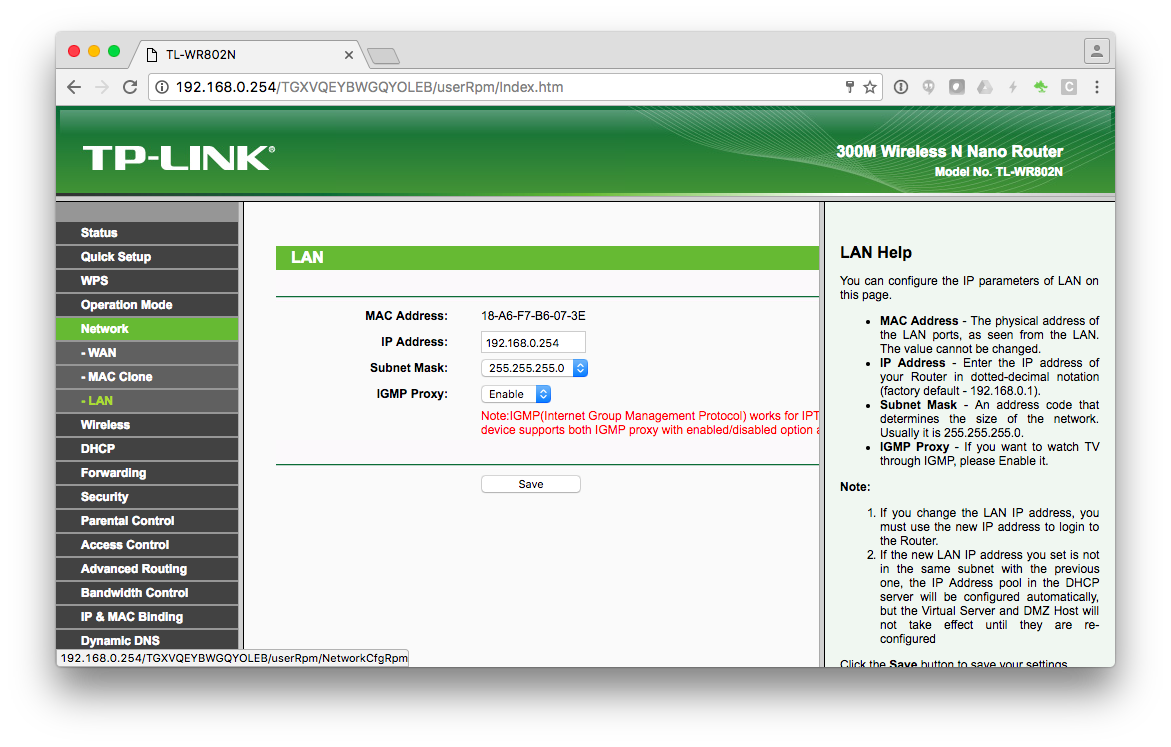 TL-WR802N
192.168.0.254/TGXVQEYBWGQYOLEB/userRpm/Index.htm
TP-LINK®
300M Wireless N Nano Router
Model No. TL-WR802N
Status
Quick Setup
WPS
Operation Mode
Network
- WAN
- MAC Clone
- LAN
Wireless
DHCP
Forwarding
Security
Parental Control
Access Control
Advanced Routing
Bandwidth Control
IP & MAC Binding
Dynamic DNS
192.168.0.254/TGXVQEYBWGQYOLEB/userRpm/NetworkCfgRpm
LAN
MAC Address: 18-A6-F7-B6-07-3E
IP Address: 192.168.0.254
Subnet Mask: 255.255.255.0
IGMP Proxy: Enable
Note:IGMP(Internet Group Management Protocol) works for IPT
device supports both IGMP proxy with enabled/disabled option a
Save
LAN Help
You can configure the IP parameters of LAN on
this page.
• MAC Address - The physical address of
the LAN ports, as seen from the LAN.
The value cannot be changed.
• IP Address - Enter the IP address of
your Router in dotted-decimal notation
(factory default - 192.168.0.1).
• Subnet Mask - An address code that
determines the size of the network.
Usually it is 255.255.255.0.
• IGMP Proxy - If you want to watch TV
through IGMP, please Enable it.
Note:
1. If you change the LAN IP address, you
must use the new IP address to login to
the Router.
2. If the new LAN IP address you set is not
in the same subnet with the previous
one, the IP Address pool in the DHCP
server will be configured automatically,
but the Virtual Server and DMZ Host will
not take effect until they are re-
configured
Click the Save button to save your settings.